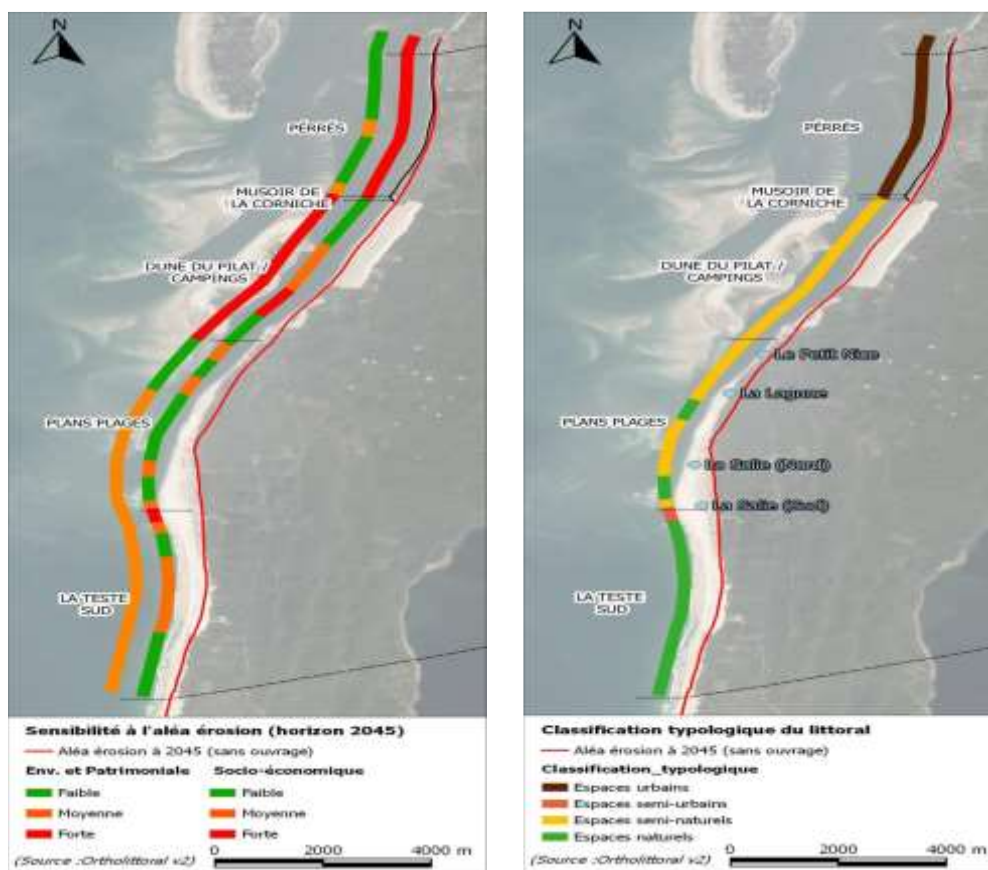 N
PÉRRÉS
MUSOIR DE
LA CORNICHE
DUNE DU PILAT /
CAMPINGS
PLANS PLAGES
LA TESTE
SUD
Sensibilité à l'aléa érosion (horizon 2045)
Aléa érosion à 2045 (sans ouvrage)
Env. et Patrimoniale
Socio-économique
Faible
Faible
Moyenne
Moyenne
Forte
Forte
(Source :Ortholittoral v2)
0 2000 4000 m
N
PÉRRÉS
MUSOIR DE
LA CORNICHE
DUNE DU PILAT /
CAMPINGS
Le Petit Nice
La Lagune
PLANS PLAGES
La Salie (Nord)
La Salie (Sud)
LA TESTE
SUD
Classification typologique du littoral
Aléa érosion à 2045 (sans ouvrage)
Classification_typologique
Espaces urbains
Espaces semi-urbains
Espaces semi-naturels
Espaces naturels
(Source :Ortholittoral v2)
0 2000 4000 m